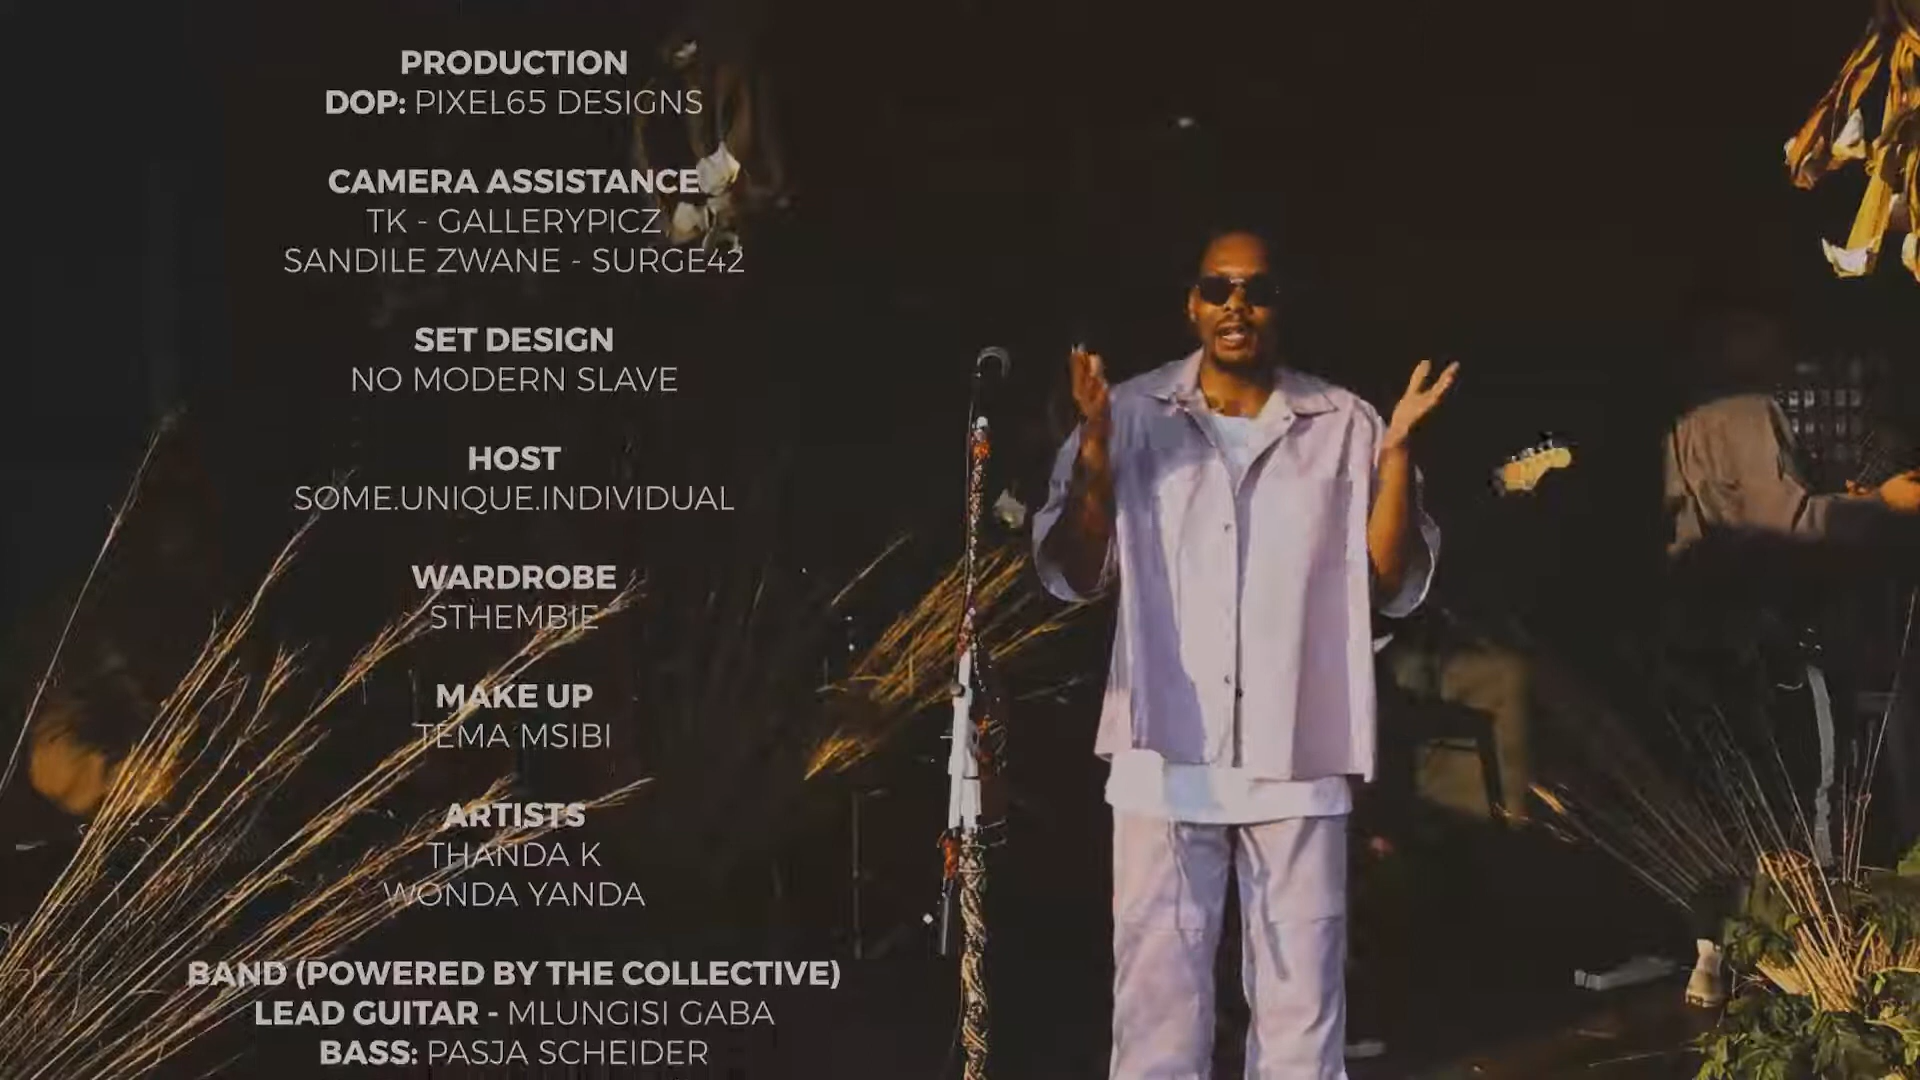 PRODUCTION
DOP: PIXEL65 DESIGNS
CAMERA ASSISTANCE
TK - GALLERYPICZ
SANDILE ZWANE - SURGE42
SET DESIGN
NO MODERN SLAVE
HOST
SOME.UNIQUE.INDIVIDUAL
WARDROBE
STHEMBIE
MAKE UP
TEMA MSIBI
ARTISTS
THANDA K
WONDA YANDA
BAND (POWERED BY THE COLLECTIVE)
LEAD GUITAR - MLUNGISI GABA
BASS: PASJA SCHEIDER